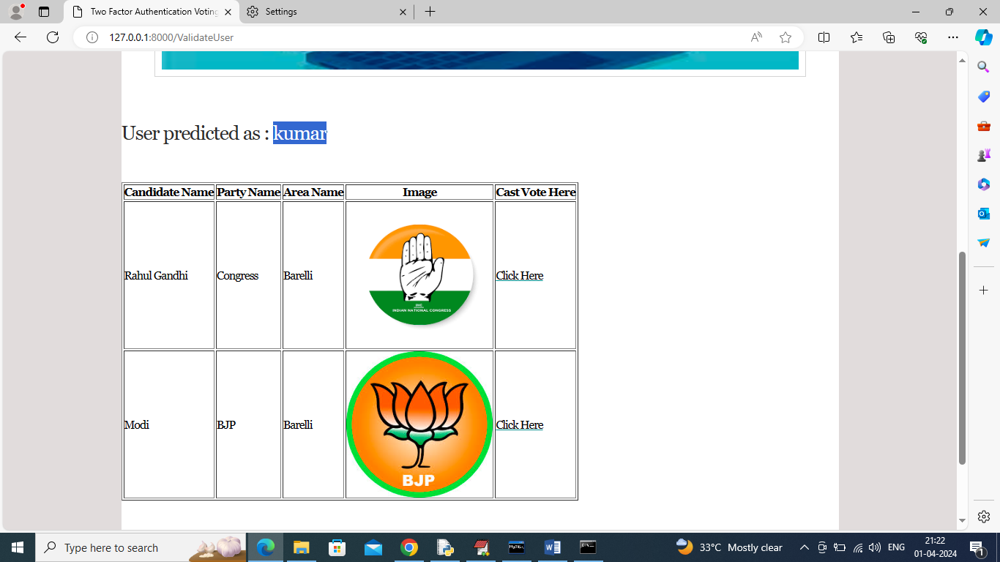 Two Factor Authentication Voting
Settings
127.0.0.1:8000/ValidateUser
User predicted as : kumar
Candidate Name Party Name Area Name Image Cast Vote Here
Rahul Gandhi Congress Barelli Click Here
INC
INDIAN NATIONAL CONGRESS
Modi BJP Barelli Click Here
BJP
Type here to search
33°C Mostly clear
ENG
21:22
01-04-2024
1